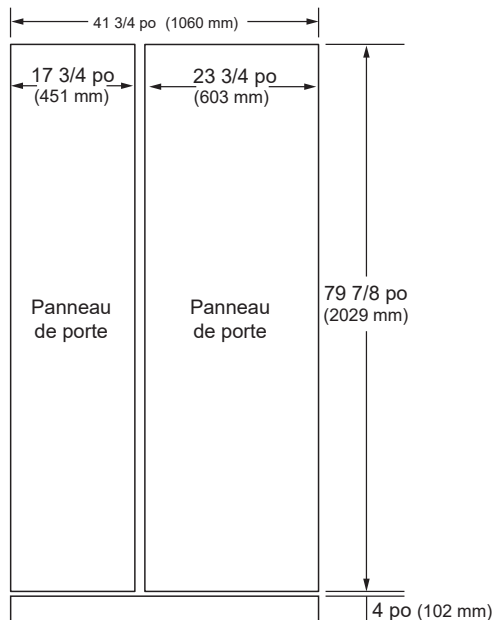 41 3/4 po (1060 mm)
17 3/4 po
(451 mm)
23 3/4 po
(603 mm)
Panneau
de porte
Panneau
de porte
79 7/8 po
(2029 mm)
4 po (102 mm)